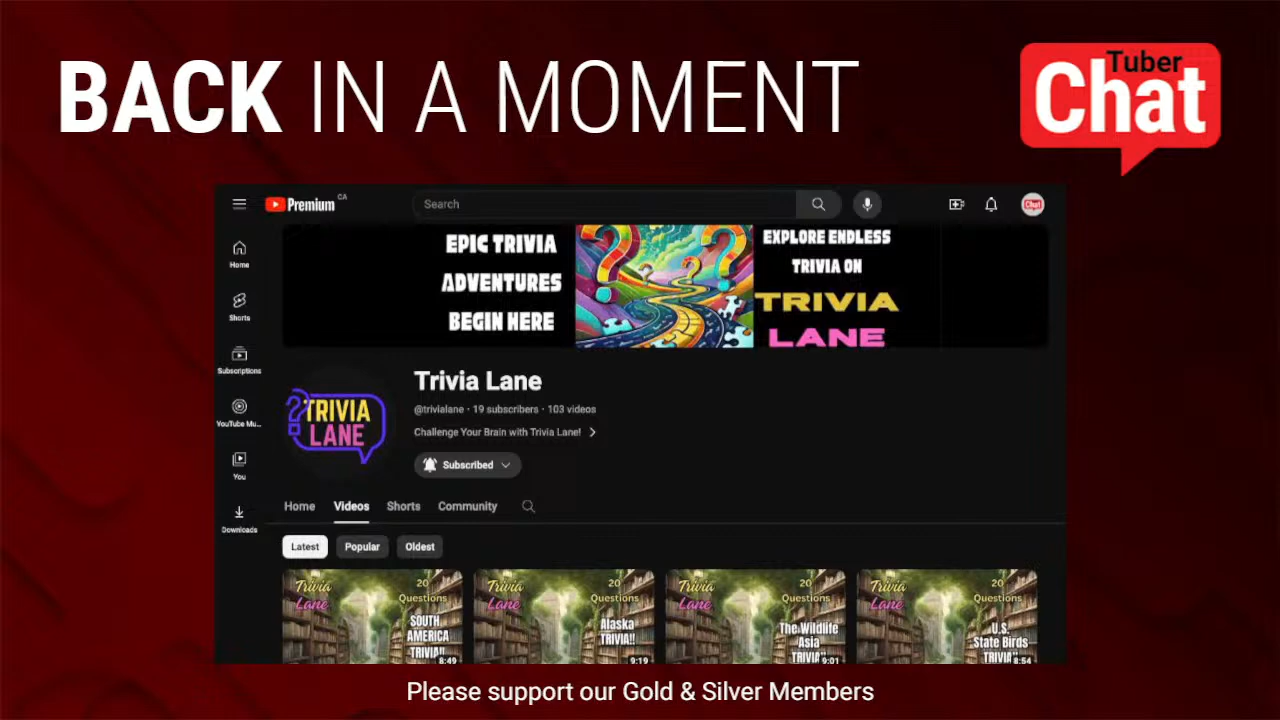 BACK IN A MOMENT
Tuber
Chat
Premium CA
Search
Chat
Home
Shorts
Subscriptions
YouTube Mu...
You
Downloads
EPIC TRIVIA
ADVENTURES
BEGIN HERE
EXPLORE ENDLESS
TRIVIA ON
TRIVIA
LANE
TRIVIA
LANE
Trivia Lane
@trivialane · 19 subscribers · 103 videos
Challenge Your Brain with Trivia Lane!
Subscribed
Home Videos Shorts Community
Latest Popular Oldest
Trivia
Lane
20
Questions
SOUTH
AMERICA
TRIVIA!!
8:49
Trivia
Lane
20
Questions
Alaska
TRIVIA!!
9:19
Trivia
Lane
20
Questions
The Wildlife
Asia
TRIVIA!!
9:01
Trivia
Lane
20
Questions
U.S.
State Birds
TRIVIA!!
8:54
Please support our Gold & Silver Members